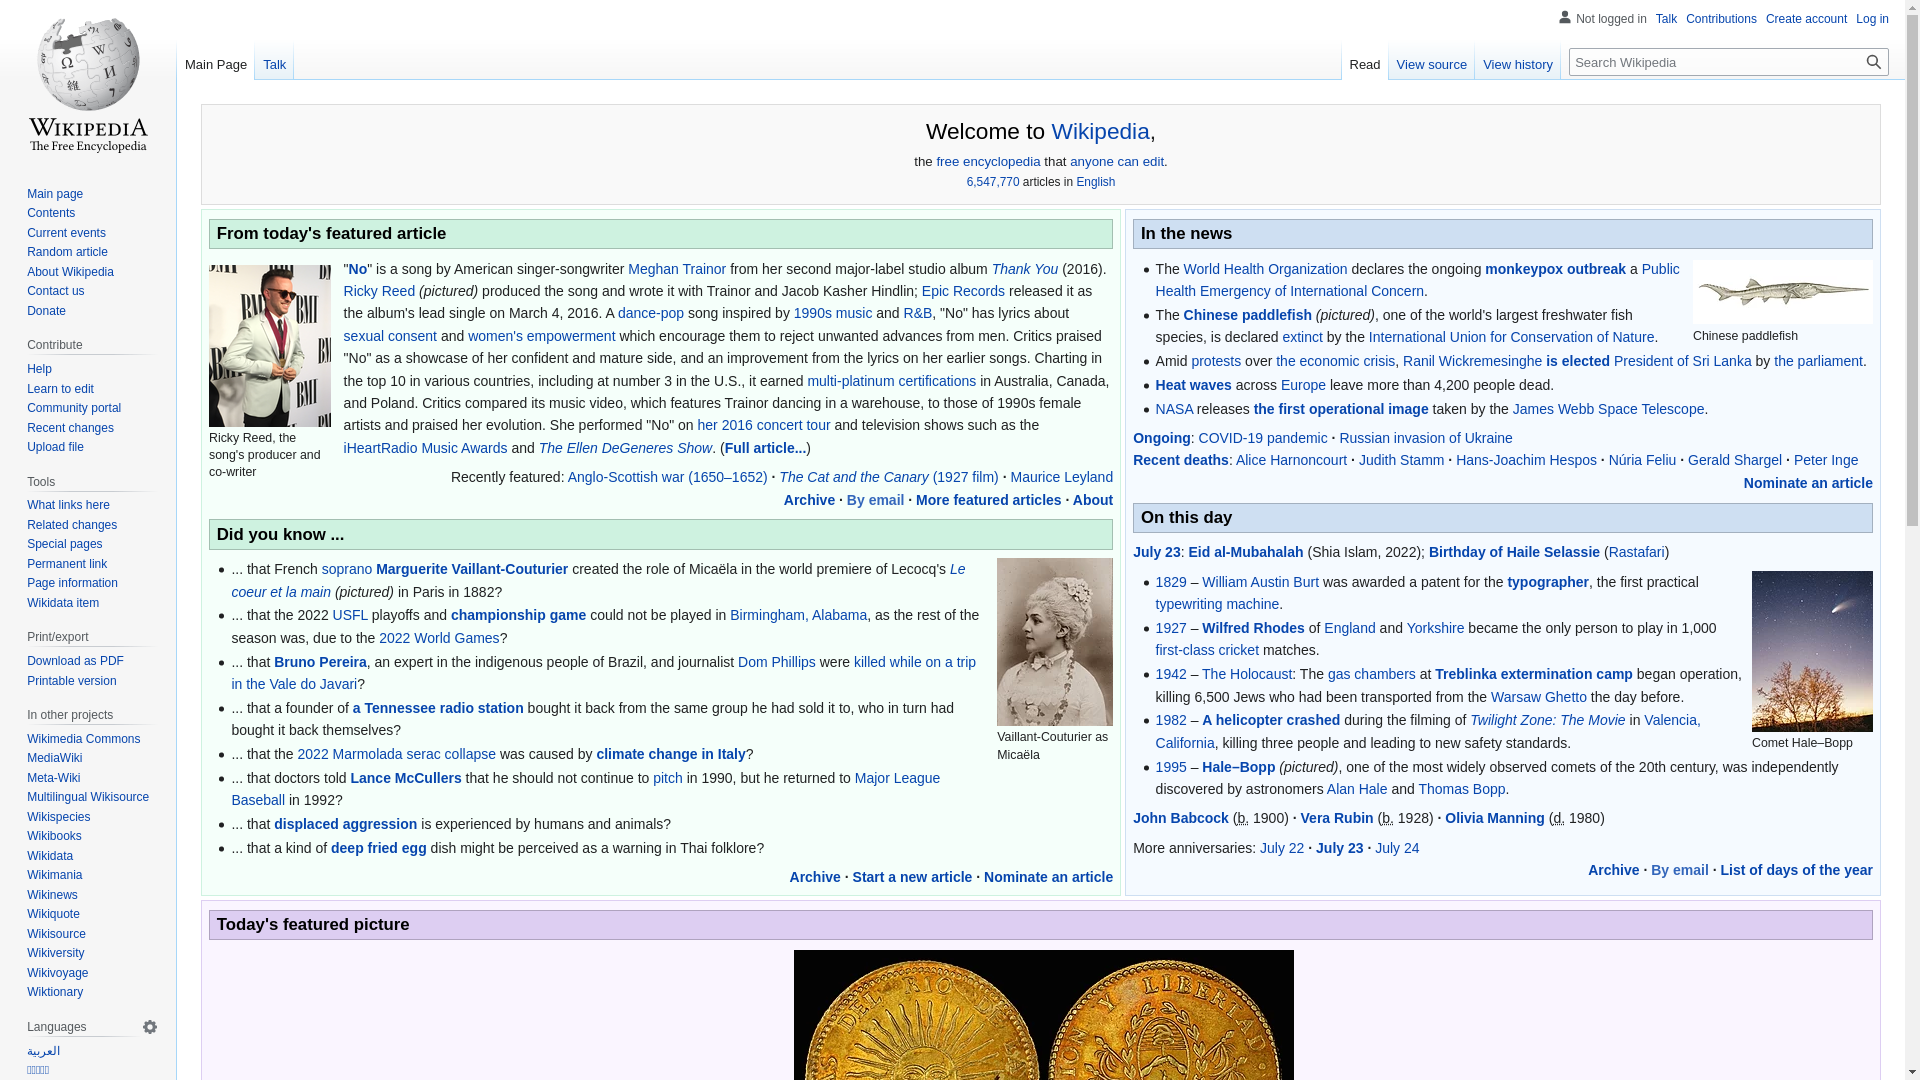 WIKIPEDIA
The Free Encyclopedia
Not logged in Talk Contributions Create account Log in
Main Page Talk
Read View source View history Search Wikipedia
Main page
Contents
Current events
Random article
About Wikipedia
Contact us
Donate
Contribute
Help
Learn to edit
Community portal
Recent changes
Upload file
Tools
What links here
Related changes
Special pages
Permanent link
Page information
Wikidata item
Print/export
Download as PDF
Printable version
In other projects
Wikimedia Commons
MediaWiki
Meta-Wiki
Multilingual Wikisource
Wikispecies
Wikibooks
Wikidata
Wikimania
Wikinews
Wikiquote
Wikisource
Wikiversity
Wikivoyage
Wiktionary
Languages
العربية
Welcome to Wikipedia,
the free encyclopedia that anyone can edit.
6,547,770 articles in English
From today's featured article
BMI
Ricky Reed, the
song's producer and
co-writer
"No" is a song by American singer-songwriter Meghan Trainor from her second major-label studio album Thank You (2016).
Ricky Reed (pictured) produced the song and wrote it with Trainor and Jacob Kasher Hindlin; Epic Records released it as
the album's lead single on March 4, 2016. A dance-pop song inspired by 1990s music and R&B, "No" has lyrics about
sexual consent and women's empowerment which encourage them to reject unwanted advances from men. Critics praised
"No" as a showcase of her confident and mature side, and an improvement from the lyrics on her earlier songs. Charting in
the top 10 in various countries, including at number 3 in the U.S., it earned multi-platinum certifications in Australia, Canada,
and Poland. Critics compared its music video, which features Trainor dancing in a warehouse, to those of 1990s female
artists and praised her evolution. She performed "No" on her 2016 concert tour and television shows such as the
iHeartRadio Music Awards and The Ellen DeGeneres Show. (Full article...)
Recently featured: Anglo-Scottish war (1650–1652) · The Cat and the Canary (1927 film) · Maurice Leyland
Archive · By email · More featured articles · About
Did you know ...
... that French soprano Marguerite Vaillant-Couturier created the role of Micaëla in the world premiere of Lecocq's Le
coeur et la main (pictured) in Paris in 1882?
... that the 2022 USFL playoffs and championship game could not be played in Birmingham, Alabama, as the rest of the
season was, due to the 2022 World Games?
... that Bruno Pereira, an expert in the indigenous people of Brazil, and journalist Dom Phillips were killed while on a trip
in the Vale do Javari?
... that a founder of a Tennessee radio station bought it back from the same group he had sold it to, who in turn had
bought it back themselves?
... that the 2022 Marmolada serac collapse was caused by climate change in Italy?
... that doctors told Lance McCullers that he should not continue to pitch in 1990, but he returned to Major League
Baseball in 1992?
... that displaced aggression is experienced by humans and animals?
... that a kind of deep fried egg dish might be perceived as a warning in Thai folklore?
Vaillant-Couturier as
Micaëla
Archive · Start a new article · Nominate an article
In the news
The World Health Organization declares the ongoing monkeypox outbreak a Public
Health Emergency of International Concern.
The Chinese paddlefish (pictured), one of the world's largest freshwater fish
species, is declared extinct by the International Union for Conservation of Nature.
Chinese paddlefish
Amid protests over the economic crisis, Ranil Wickremesinghe is elected President of Sri Lanka by the parliament.
Heat waves across Europe leave more than 4,200 people dead.
NASA releases the first operational image taken by the James Webb Space Telescope.
Ongoing: COVID-19 pandemic · Russian invasion of Ukraine
Recent deaths: Alice Harnoncourt · Judith Stamm · Hans-Joachim Hespos · Núria Feliu · Gerald Shargel · Peter Inge
Nominate an article
On this day
July 23: Eid al-Mubahalah (Shia Islam, 2022); Birthday of Haile Selassie (Rastafari)
1829 – William Austin Burt was awarded a patent for the typographer, the first practical
typewriting machine.
1927 – Wilfred Rhodes of England and Yorkshire became the only person to play in 1,000
first-class cricket matches.
1942 – The Holocaust: The gas chambers at Treblinka extermination camp began operation,
killing 6,500 Jews who had been transported from the Warsaw Ghetto the day before.
1982 – A helicopter crashed during the filming of Twilight Zone: The Movie in Valencia,
California, killing three people and leading to new safety standards.
1995 – Hale–Bopp (pictured), one of the most widely observed comets of the 20th century, was independently
discovered by astronomers Alan Hale and Thomas Bopp.
Comet Hale–Bopp
John Babcock (b. 1900) · Vera Rubin (b. 1928) · Olivia Manning (d. 1980)
More anniversaries: July 22 · July 23 · July 24
Archive · By email · List of days of the year
Today's featured picture
DEL RIO DE LA
ION Y LIBERTAD